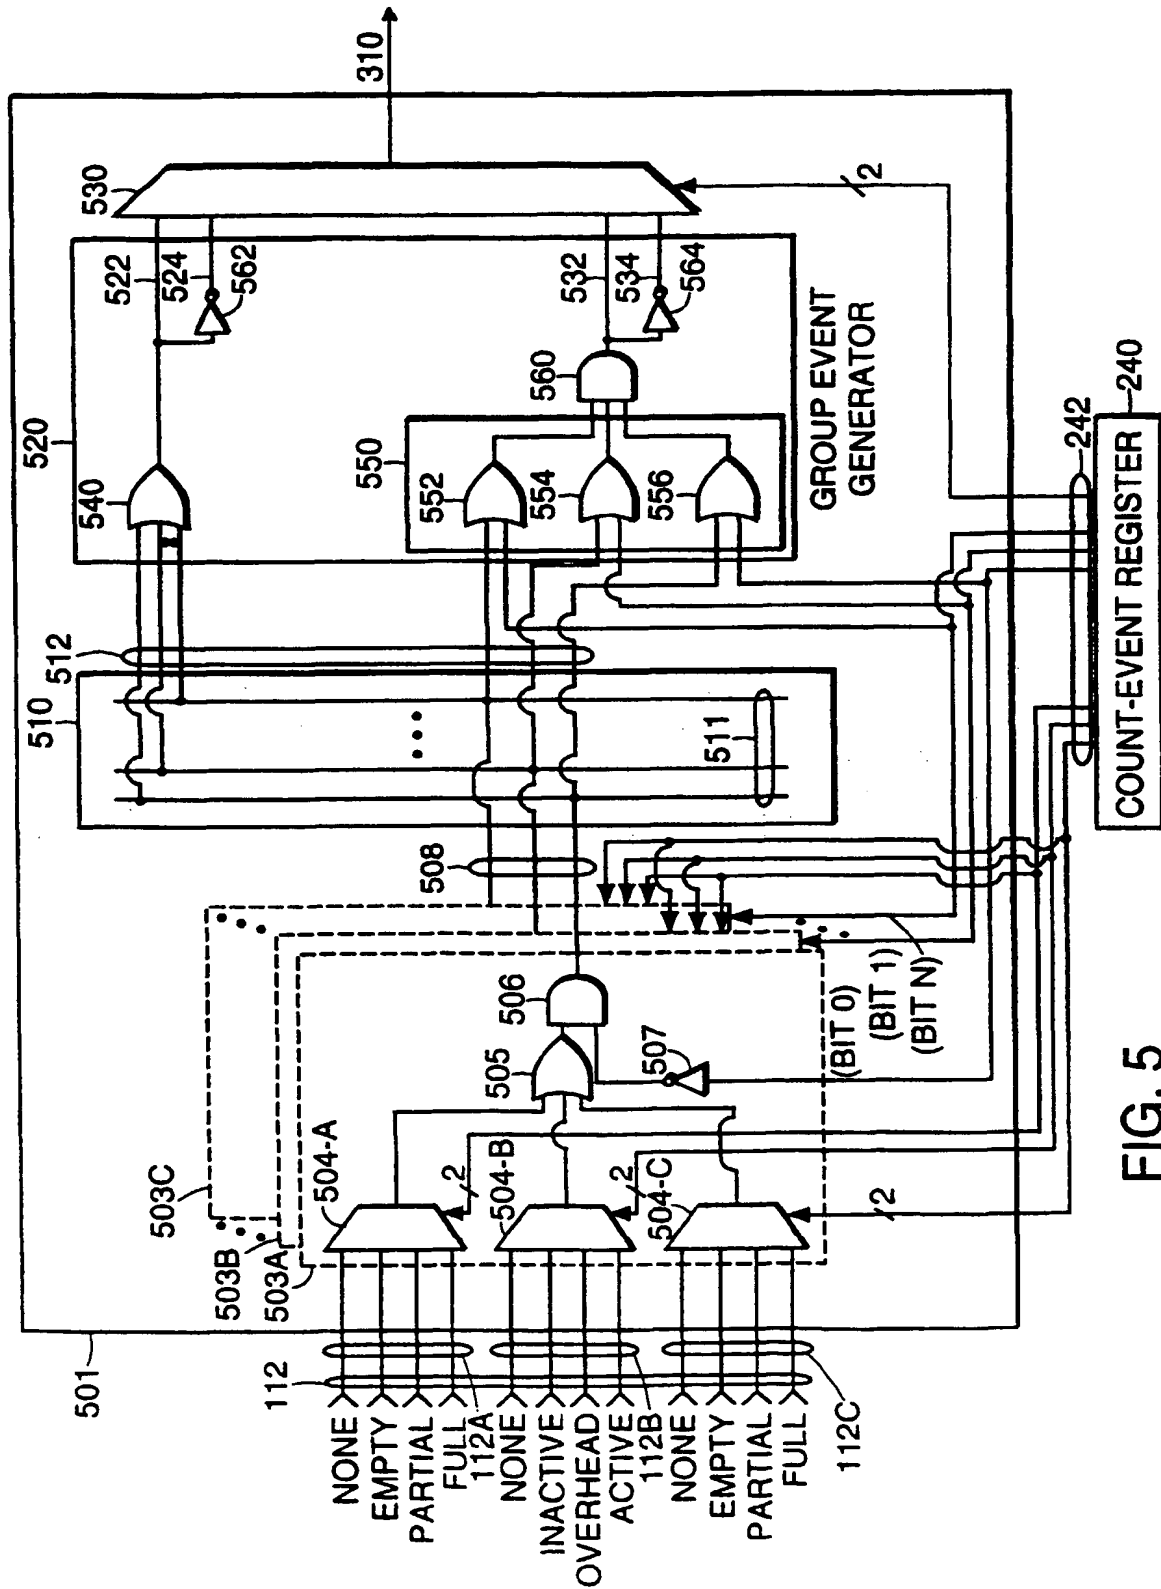 501
112
NONE
EMPTY
PARTIAL
FULL
112A
NONE
INACTIVE
OVERHEAD
ACTIVE
112B
NONE
EMPTY
PARTIAL
FULL
112C
503C
503B
503A
504-A
2
504-B
2
504-C
2
505
506
507
(BIT 0)
(BIT 1)
(BIT N)
508
510
511
512
520
540
550
552
554
556
560
522
524
562
532
534
564
GROUP EVENT
GENERATOR
530
310
2
242
240
COUNT-EVENT REGISTER
FIG. 5